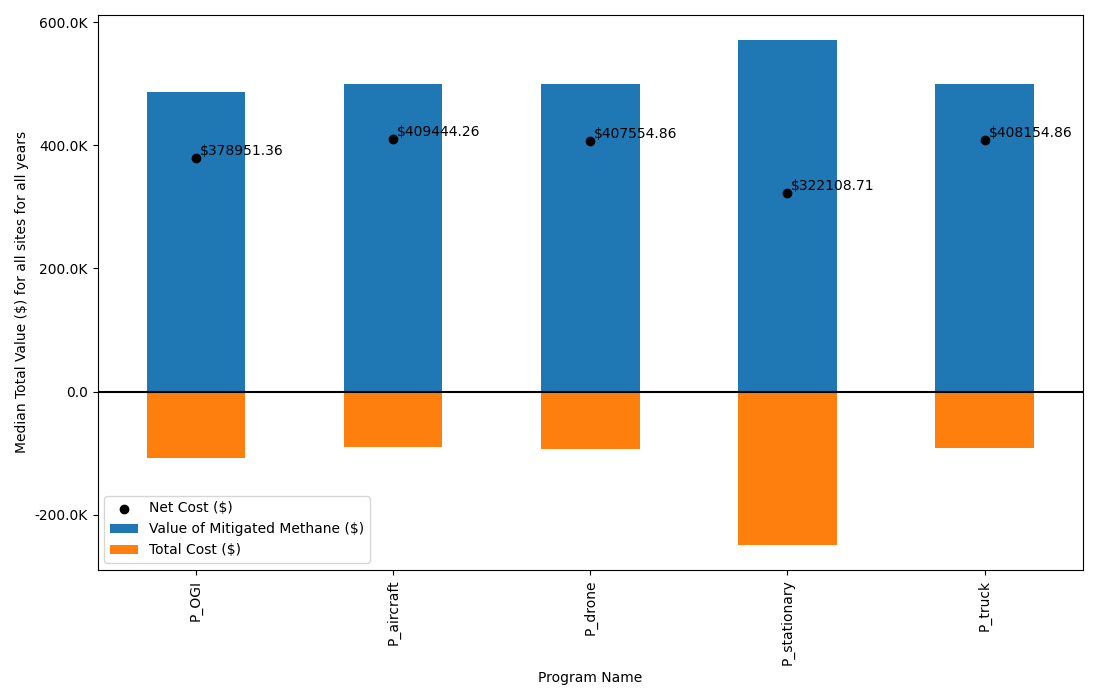 600.0K
400.0K
200.0K
0.0
-200.0K
Median Total Value ($) for all sites for all years
$378951.36
$409444.26
$407554.86
$322108.71
$408154.86
Net Cost ($)
Value of Mitigated Methane ($)
Total Cost ($)
P_OGI
P_aircraft
P_drone
P_stationary
P_truck
Program Name